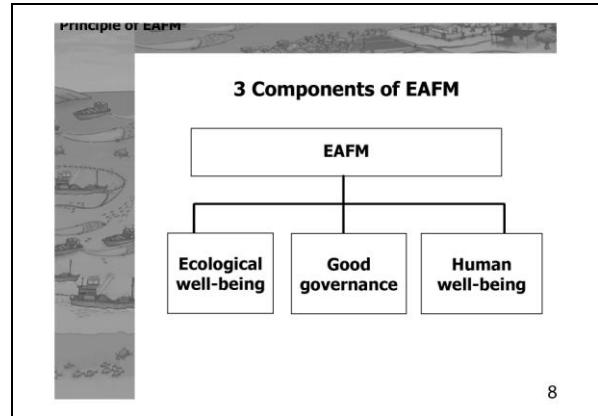 Principle of EAFM
3 Components of EAFM
EAFM
Ecological
well-being
Good
governance
Human
well-being
8